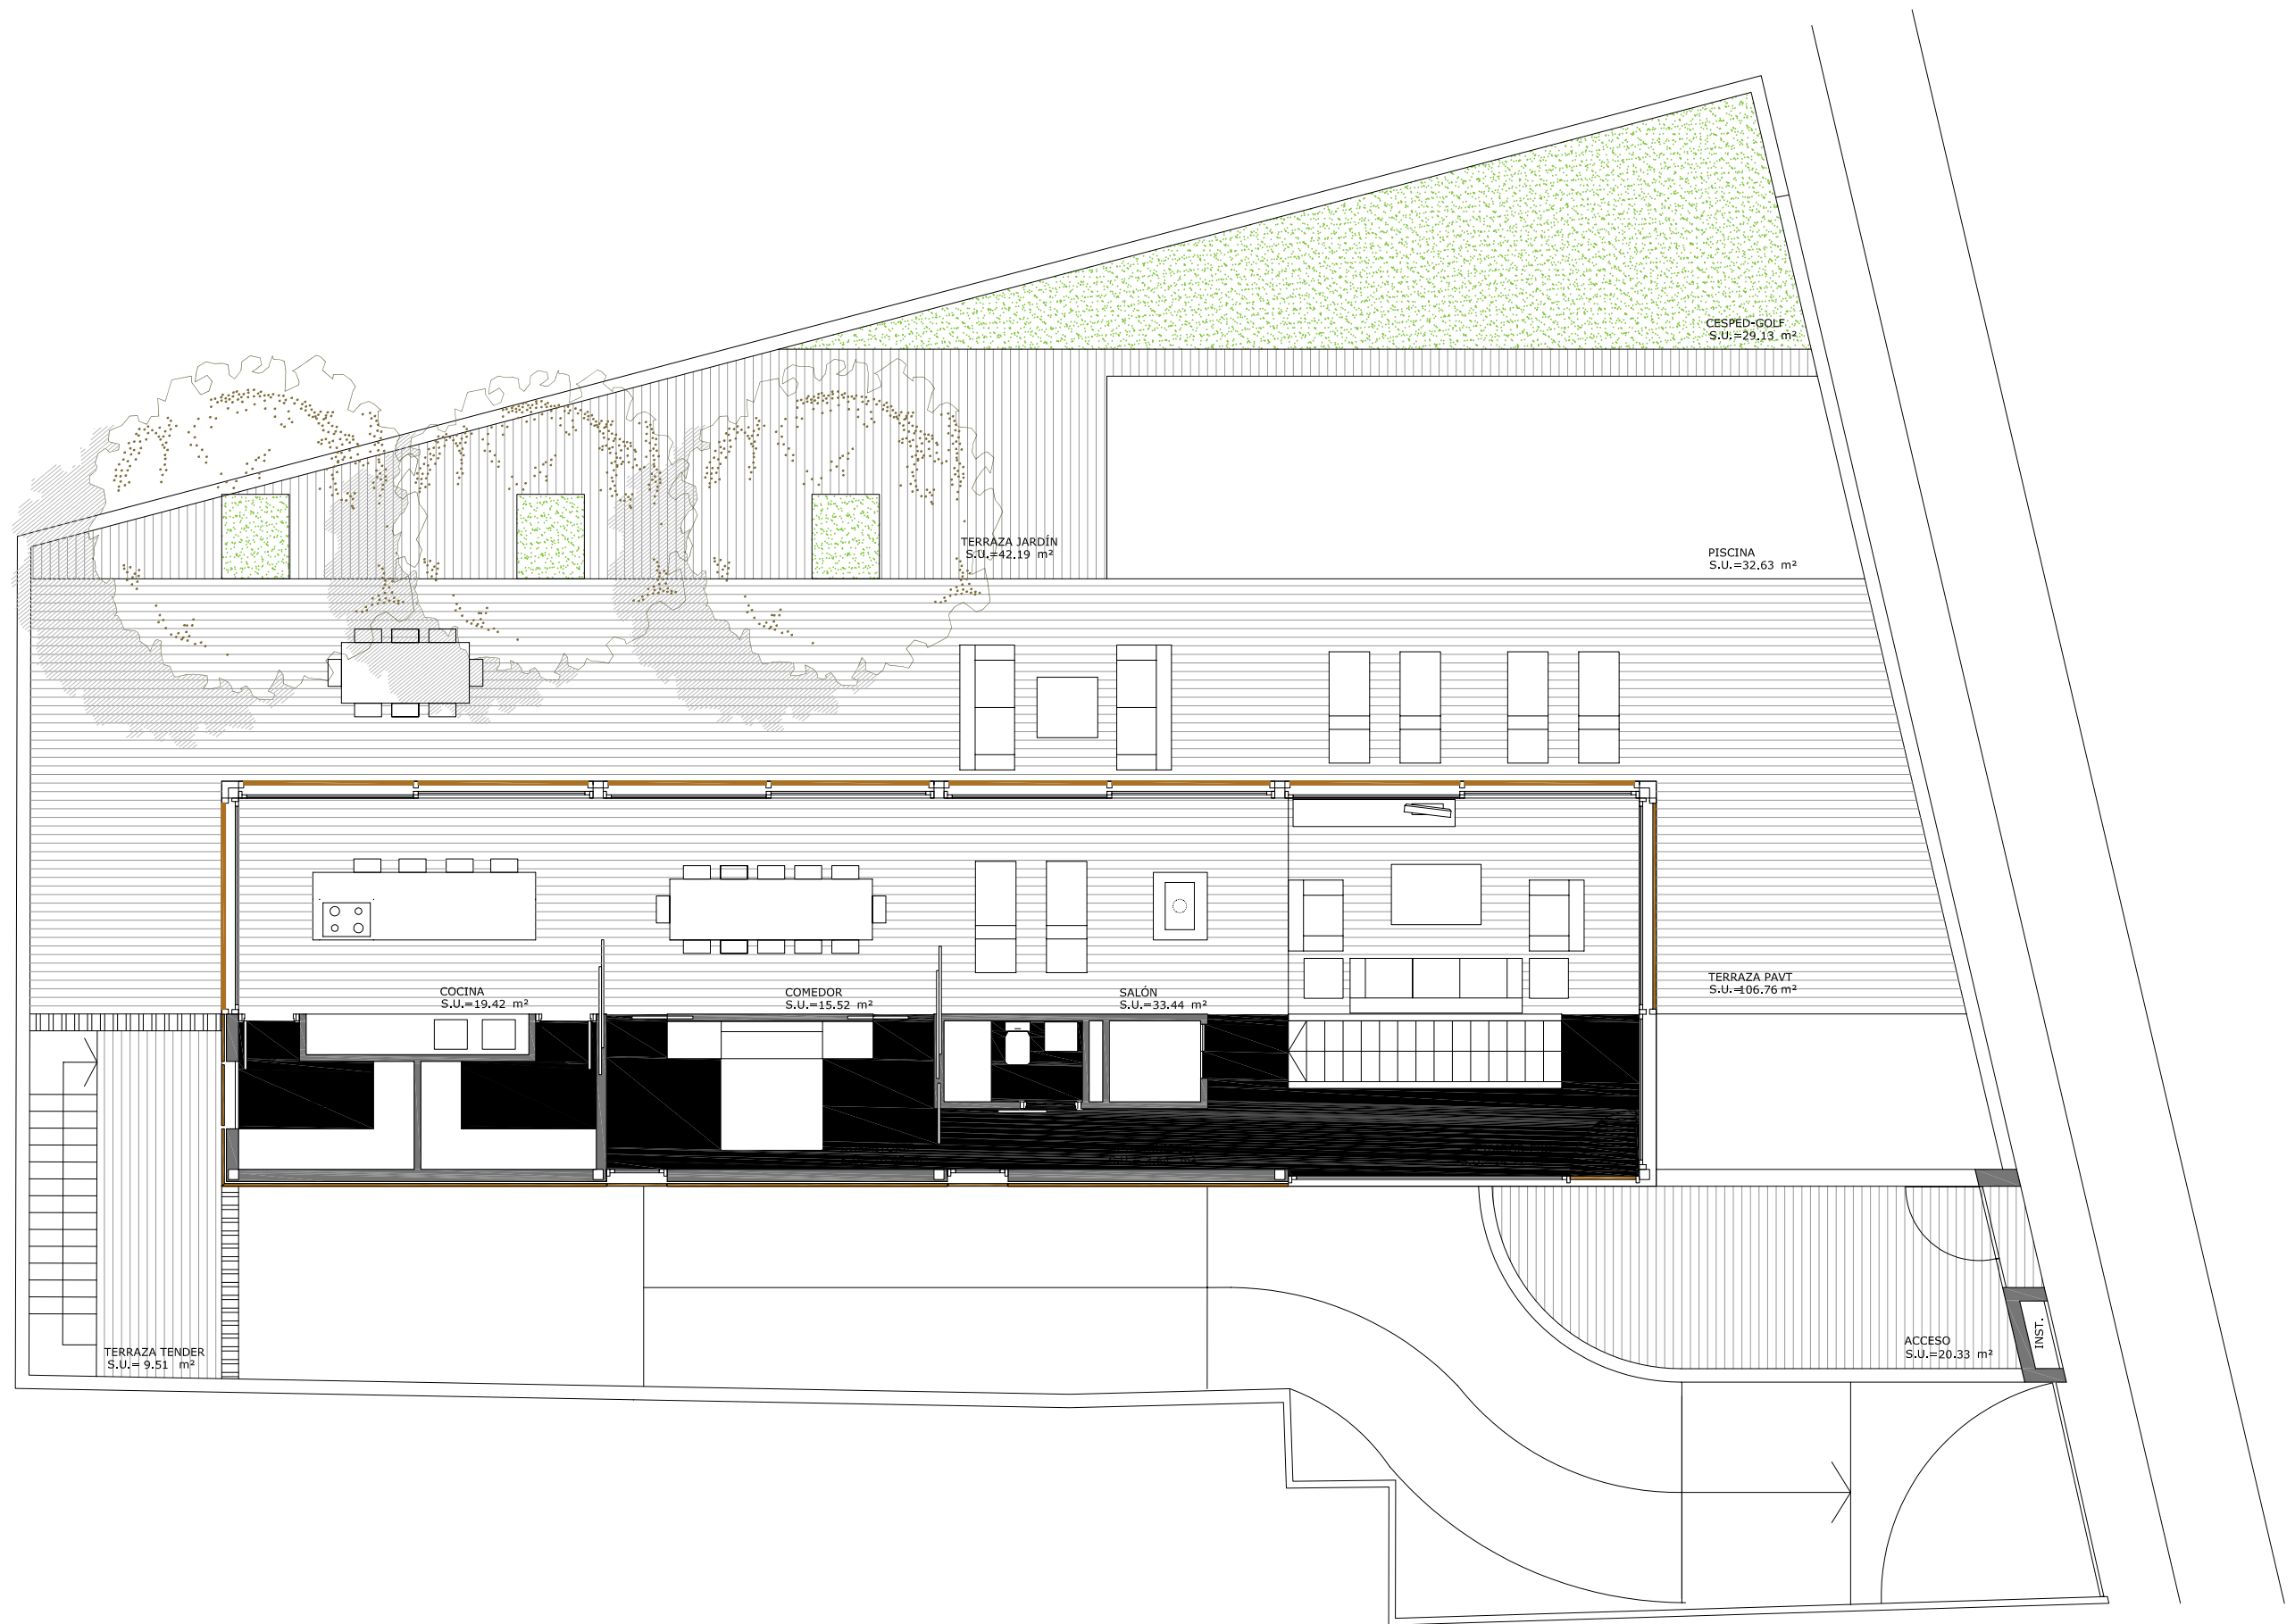 CESPED-GOLF
S.U.=29.13 m²
TERRAZA JARDÍN
S.U.=42.19 m²
PISCINA
S.U.=32.63 m²
TERRAZA PAVT
S.U.=106.76 m²
COCINA
S.U.=19.42 m²
COMEDOR
S.U.=15.52 m²
SALÓN
S.U.=33.44 m²
TERRAZA TENDER
S.U.= 9.51 m²
ACCESO
S.U.=20.33 m²
INST.